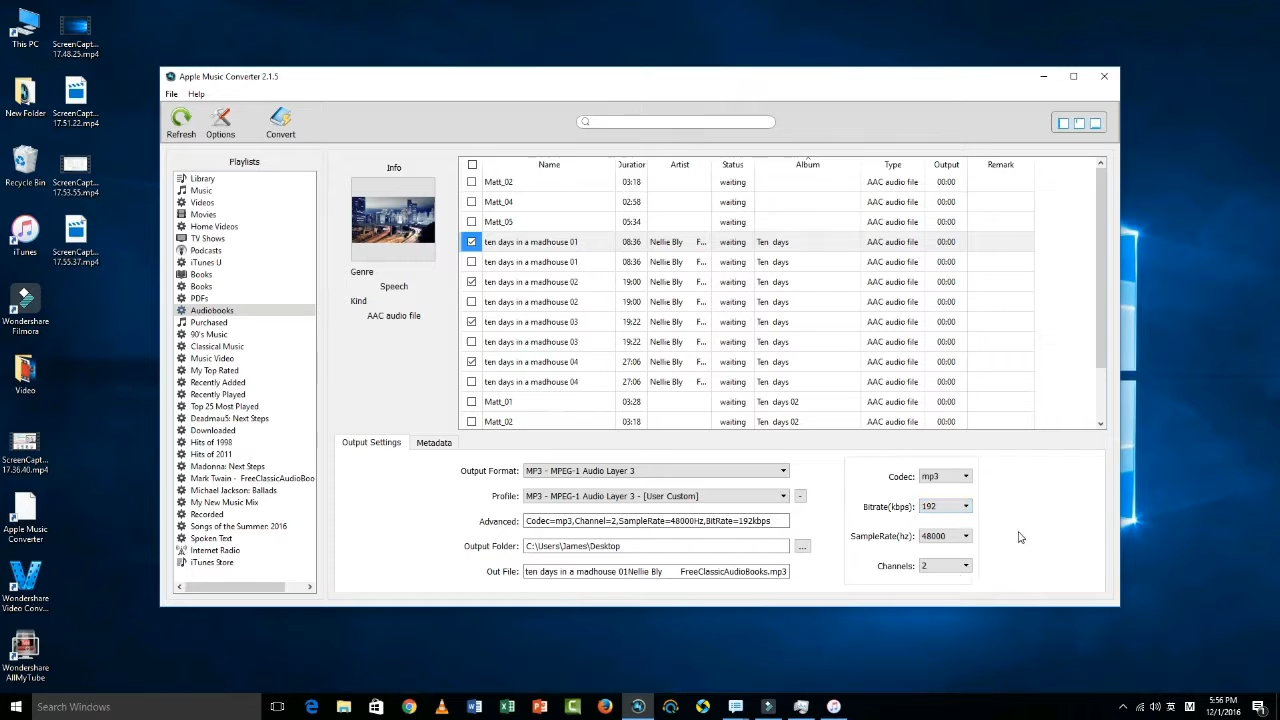 This PC
ScreenCapt...
17.48.25.mp4
New Folder
ScreenCapt...
17.51.22.mp4
Recycle Bin
ScreenCapt...
17.53.55.mp4
iTunes
ScreenCapt...
17.55.37.mp4
Wondershare
Filmora
Video
ScreenCapt...
17.36.40.mp4
Apple Music
Converter
Wondershare
Video Conv...
Wondershare
AllMyTube
Apple Music Converter 2.1.5
File Help
Refresh Options Convert
Playlists
Library
Music
Videos
Movies
Home Videos
TV Shows
Podcasts
iTunes U
Books
Books
PDFs
Audiobooks
Purchased
90's Music
Classical Music
Music Video
My Top Rated
Recently Added
Recently Played
Top 25 Most Played
Deadmau5: Next Steps
Downloaded
Hits of 1998
Hits of 2011
Madonna: Next Steps
Mark Twain - FreeClassicAudioBoo
Michael Jackson: Ballads
My New Music Mix
Recorded
Songs of the Summer 2016
Spoken Text
Internet Radio
iTunes Store
Info
Genre
Speech
Kind
AAC audio file
Name Duration Artist Status Album Type Output Remark
Matt_02 03:18 waiting AAC audio file 00:00
Matt_04 02:58 waiting AAC audio file 00:00
Matt_05 05:34 waiting AAC audio file 00:00
ten days in a madhouse 01 08:36 Nellie Bly F... waiting Ten days AAC audio file 00:00
ten days in a madhouse 01 08:36 Nellie Bly F... waiting Ten days AAC audio file 00:00
ten days in a madhouse 02 19:00 Nellie Bly F... waiting Ten days AAC audio file 00:00
ten days in a madhouse 02 19:00 Nellie Bly F... waiting Ten days AAC audio file 00:00
ten days in a madhouse 03 19:22 Nellie Bly F... waiting Ten days AAC audio file 00:00
ten days in a madhouse 03 19:22 Nellie Bly F... waiting Ten days AAC audio file 00:00
ten days in a madhouse 04 27:06 Nellie Bly F... waiting Ten days AAC audio file 00:00
ten days in a madhouse 04 27:06 Nellie Bly F... waiting Ten days AAC audio file 00:00
Matt_01 03:28 waiting Ten days 02 AAC audio file 00:00
Matt_02 03:18 waiting Ten days 02 AAC audio file 00:00
Output Settings Metadata
Output Format: MP3 - MPEG-1 Audio Layer 3
Profile: MP3 - MPEG-1 Audio Layer 3 - [User Custom] -
Advanced: Codec=mp3,Channel=2,SampleRate=48000Hz,BitRate=192kbps
Output Folder: C:\Users\James\Desktop ...
Out File: ten days in a madhouse 01Nellie Bly FreeClassicAudioBooks.mp3
Codec: mp3
Bitrate(kbps): 192
SampleRate(hz): 48000
Channels: 2
Search Windows
英 M
5:56 PM
12/1/2016